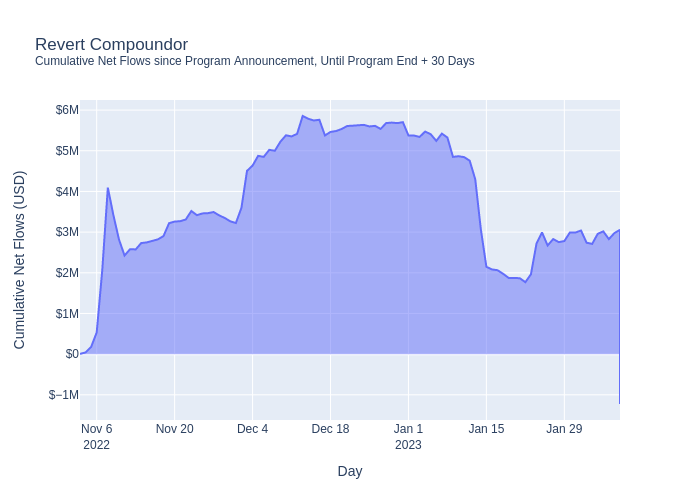 Revert Compoundor
Cumulative Net Flows since Program Announcement, Until Program End + 30 Days
Cumulative Net Flows (USD)
$6M
$5M
$4M
$3M
$2M
$1M
$0
$−1M
Nov 6 Nov 20 Dec 4 Dec 18 Jan 1 Jan 15 Jan 29
2022 2023
Day